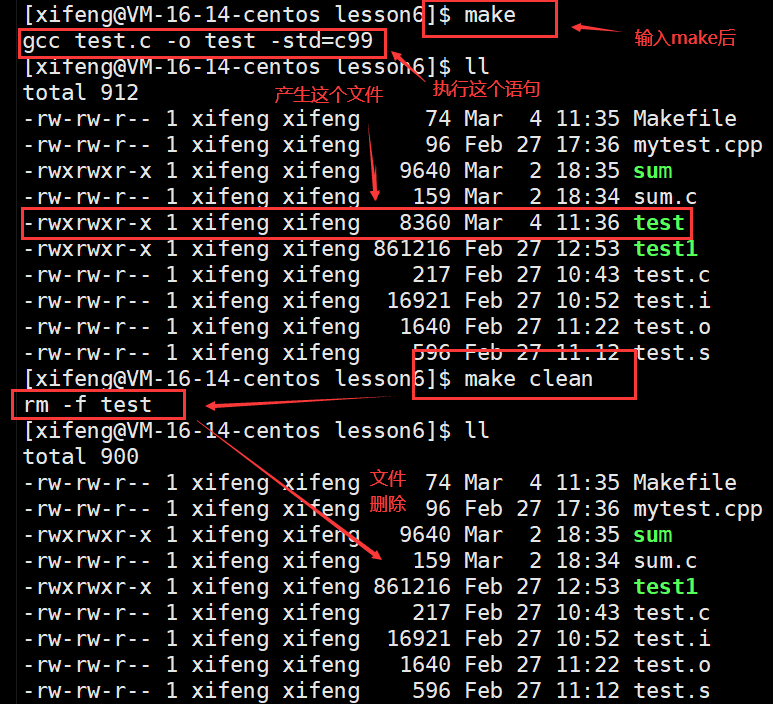 [xifeng@VM-16-14-centos lesson6]$ make
输入make后
gcc test.c -o test -std=c99
[xifeng@VM-16-14-centos lesson6]$ ll
执行这个语句
total 912
产生这个文件
-rw-rw-r-- 1 xifeng xifeng     74 Mar  4 11:35 Makefile
-rw-rw-r-- 1 xifeng xifeng     96 Feb 27 17:36 mytest.cpp
-rwxrwxr-x 1 xifeng xifeng   9640 Mar  2 18:35 sum
-rw-rw-r-- 1 xifeng xifeng    159 Mar  2 18:34 sum.c
-rwxrwxr-x 1 xifeng xifeng   8360 Mar  4 11:36 test
-rwxrwxr-x 1 xifeng xifeng 861216 Feb 27 12:53 test1
-rw-rw-r-- 1 xifeng xifeng    217 Feb 27 10:43 test.c
-rw-rw-r-- 1 xifeng xifeng  16921 Feb 27 10:52 test.i
-rw-rw-r-- 1 xifeng xifeng   1640 Feb 27 11:22 test.o
-rw-rw-r-- 1 xifeng xifeng    596 Feb 27 11:12 test.s
[xifeng@VM-16-14-centos lesson6]$ make clean
rm -f test
[xifeng@VM-16-14-centos lesson6]$ ll
total 900
文件
删除
-rw-rw-r-- 1 xifeng xifeng     74 Mar  4 11:35 Makefile
-rw-rw-r-- 1 xifeng xifeng     96 Feb 27 17:36 mytest.cpp
-rwxrwxr-x 1 xifeng xifeng   9640 Mar  2 18:35 sum
-rw-rw-r-- 1 xifeng xifeng    159 Mar  2 18:34 sum.c
-rwxrwxr-x 1 xifeng xifeng 861216 Feb 27 12:53 test1
-rw-rw-r-- 1 xifeng xifeng    217 Feb 27 10:43 test.c
-rw-rw-r-- 1 xifeng xifeng  16921 Feb 27 10:52 test.i
-rw-rw-r-- 1 xifeng xifeng   1640 Feb 27 11:22 test.o
-rw-rw-r-- 1 xifeng xifeng    596 Feb 27 11:12 test.s